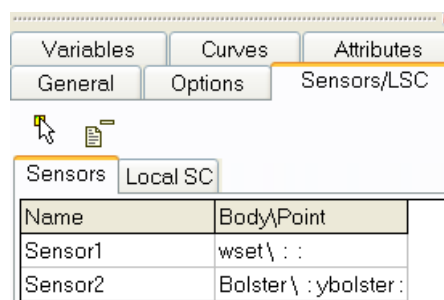 Variables Curves Attributes
General Options Sensors/LSC
Sensors Local SC
Name Body\Point
Sensor1 wset\ : :
Sensor2 Bolster\ : ybolster :